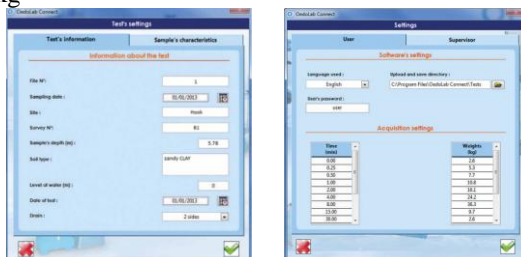 ng
OedoLab Connect
Test's settings
Test's information
Sample's characteristics
Information about the test
File N°:
1
Sampling date :
01/01/2013
Site :
Survey N°:
B1
Sample's depth (m) :
5.78
Soil type :
sandy CLAY
Level of water (m) :
0
Date of test :
01/01/2013
Drain :
2 sides
OedoLab Connect
Settings
User
Supervisor
Software's settings
Language used :
Upload and save directory :
English
C:\Program Files\OedoLab Connect\Tests
User's password :
user
Acquisition settings
Time
(min)
Weights
(kg)
0.00
2.6
0.25
5.3
0.50
7.7
1.00
10.8
2.00
16.1
4.00
24.2
8.00
36.3
15.00
9.7
30.00
2.6